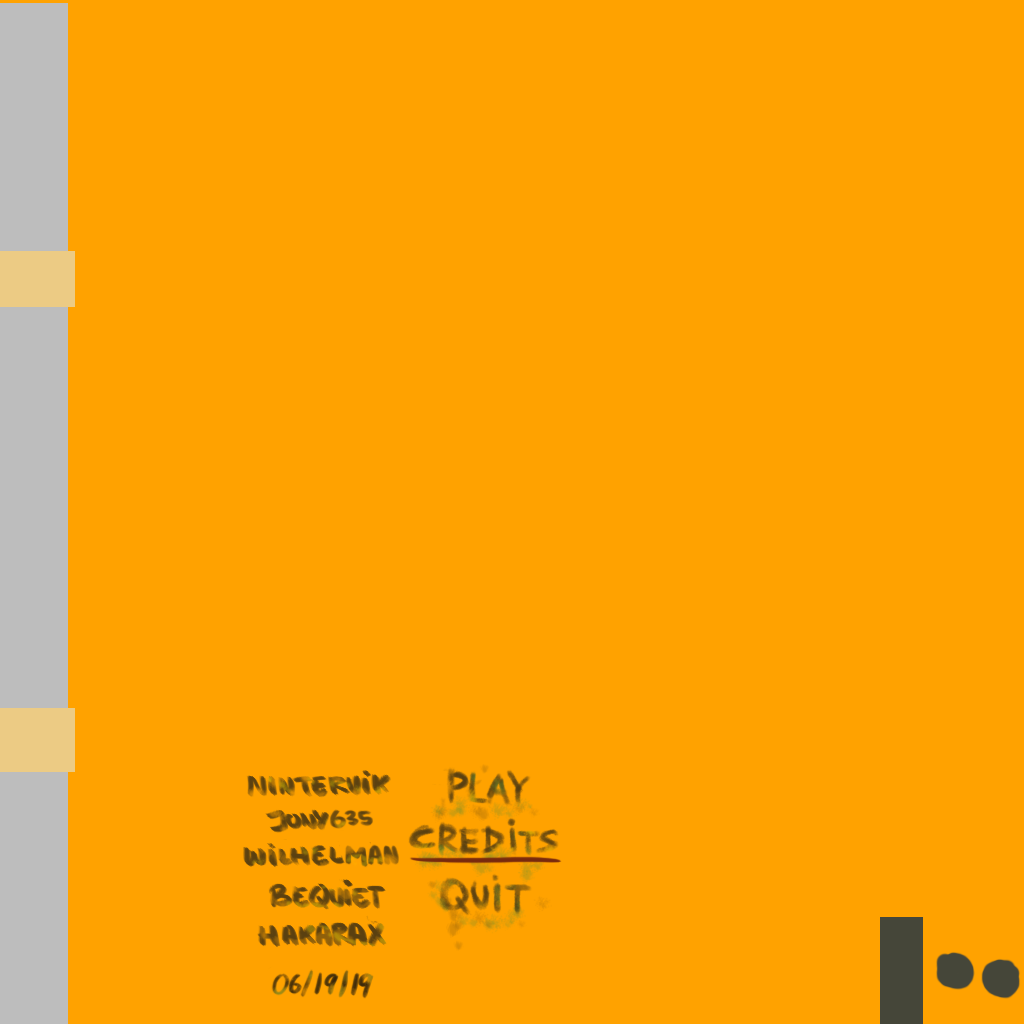 NINTERVIK
JONY635
WILHELMAN
BEQUIET
HAKARAX
06/19/19
PLAY
CREDITS
QUIT